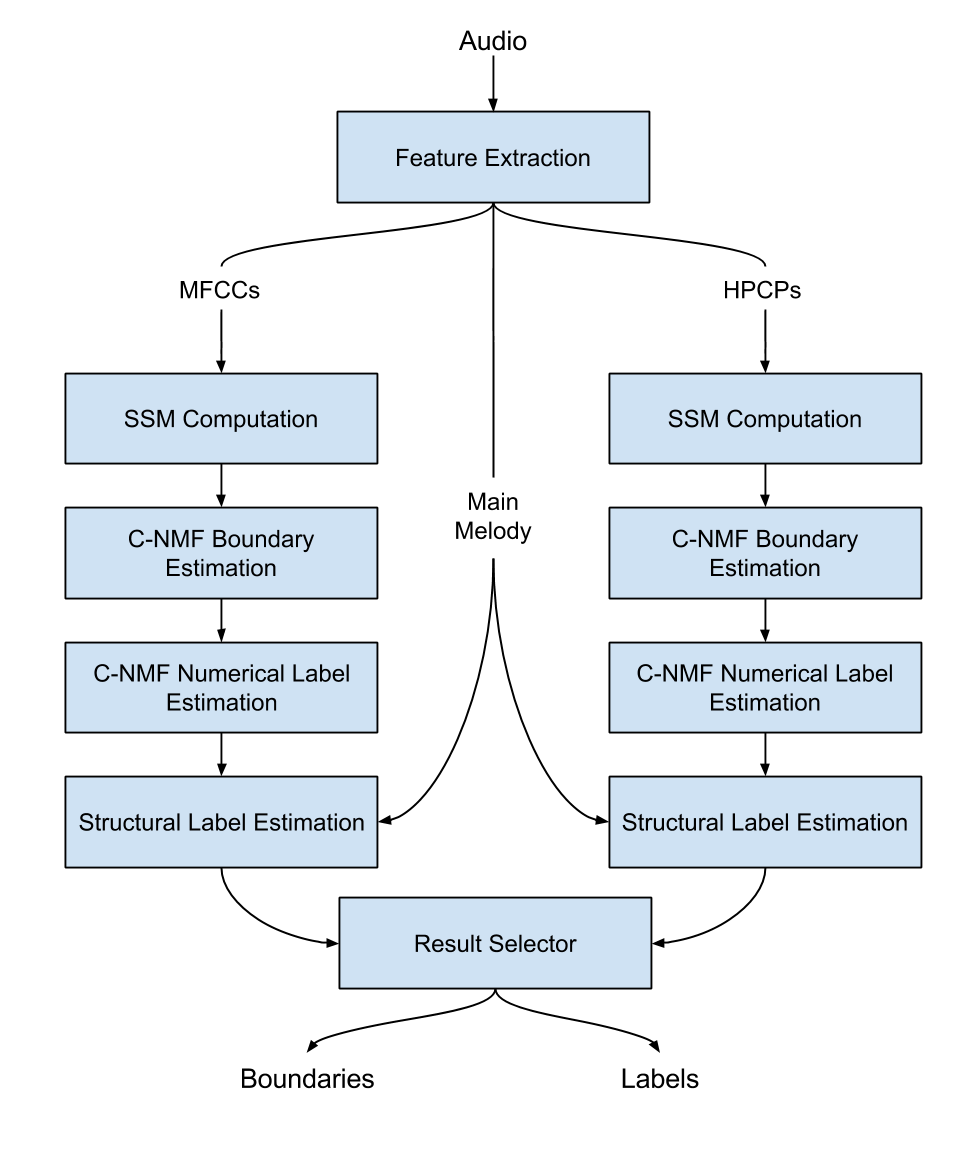 Audio
Feature Extraction
MFCCs
HPCPs
SSM Computation
SSM Computation
Main
Melody
C-NMF Boundary
Estimation
C-NMF Boundary
Estimation
C-NMF Numerical Label
Estimation
C-NMF Numerical Label
Estimation
Structural Label Estimation
Structural Label Estimation
Result Selector
Boundaries
Labels